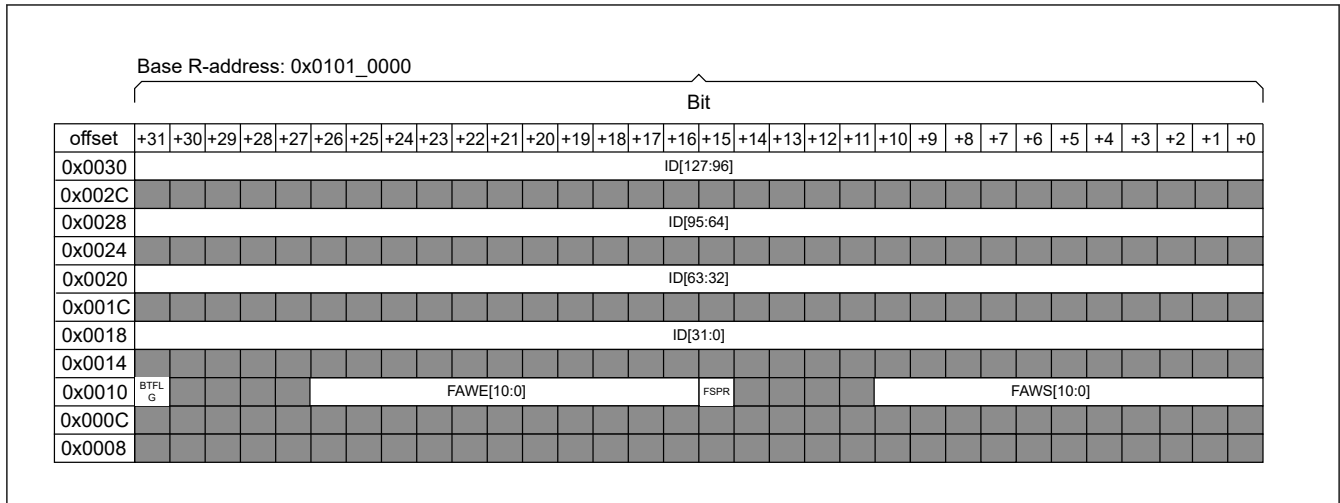 Base R-address: 0x0101_0000
Bit
offset +31 +30 +29 +28 +27 +26 +25 +24 +23 +22 +21 +20 +19 +18 +17 +16 +15 +14 +13 +12 +11 +10 +9 +8 +7 +6 +5 +4 +3 +2 +1 +0
0x0030 ID[127:96]
0x002C
0x0028 ID[95:64]
0x0024
0x0020 ID[63:32]
0x001C
0x0018 ID[31:0]
0x0014
0x0010 BTFL G FAWE[10:0] FSPR FAWS[10:0]
0x000C
0x0008